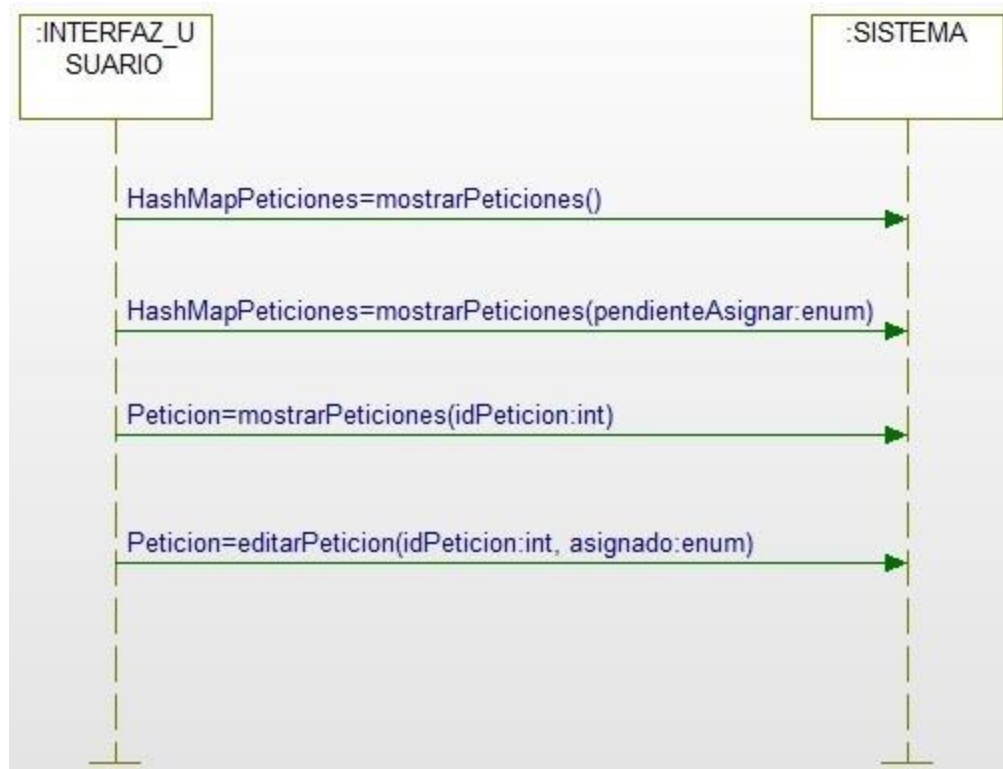 :INTERFAZ_U
SUARIO
:SISTEMA
HashMapPeticiones=mostrarPeticiones()
HashMapPeticiones=mostrarPeticiones(pendienteAsignar:enum)
Peticion=mostrarPeticiones(idPeticion:int)
Peticion=editarPeticion(idPeticion:int, asignado:enum)